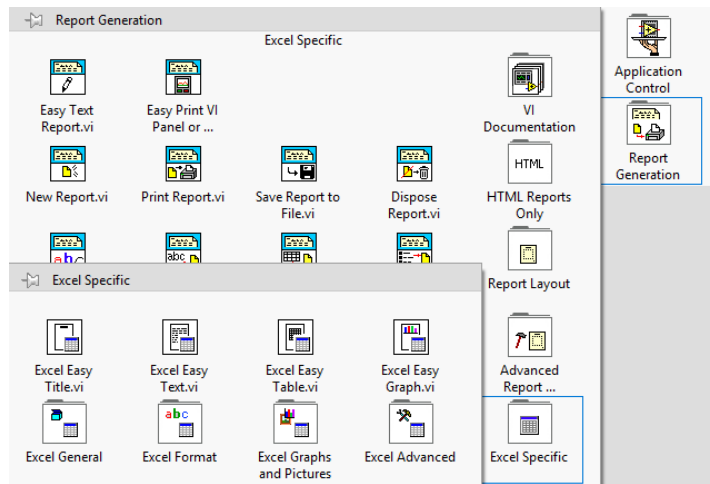 Report Generation
Excel Specific
Application
Control
Easy Text
Report.vi
Easy Print VI
Panel or ...
VI
Documentation
Report
Generation
HTML
New Report.vi
Print Report.vi
Save Report to
File.vi
Dispose
Report.vi
HTML Reports
Only
abc
Excel Specific
Report Layout
Excel Easy
Title.vi
Excel Easy
Text.vi
Excel Easy
Table.vi
Excel Easy
Graph.vi
Advanced
Report ...
abc
Excel General
Excel Format
Excel Graphs
and Pictures
Excel Advanced
Excel Specific